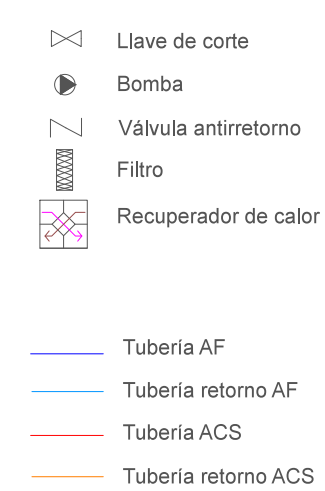 Llave de corte
Bomba
Válvula antirretorno
Filtro
Recuperador de calor
Tubería AF
Tubería retorno AF
Tubería ACS
Tubería retorno ACS